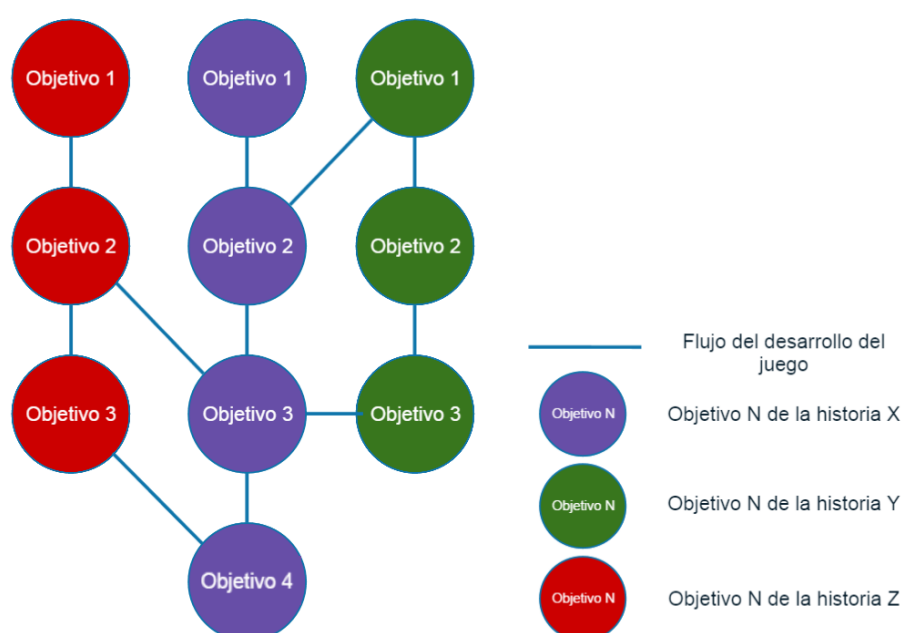 Objetivo 1
Objetivo 1
Objetivo 1
Objetivo 2
Objetivo 2
Objetivo 2
Objetivo 3
Objetivo 3
Objetivo 3
Objetivo 4
Flujo del desarrollo del
juego
Objetivo N
Objetivo N de la historia X
Objetivo N
Objetivo N de la historia Y
Objetivo N
Objetivo N de la historia Z